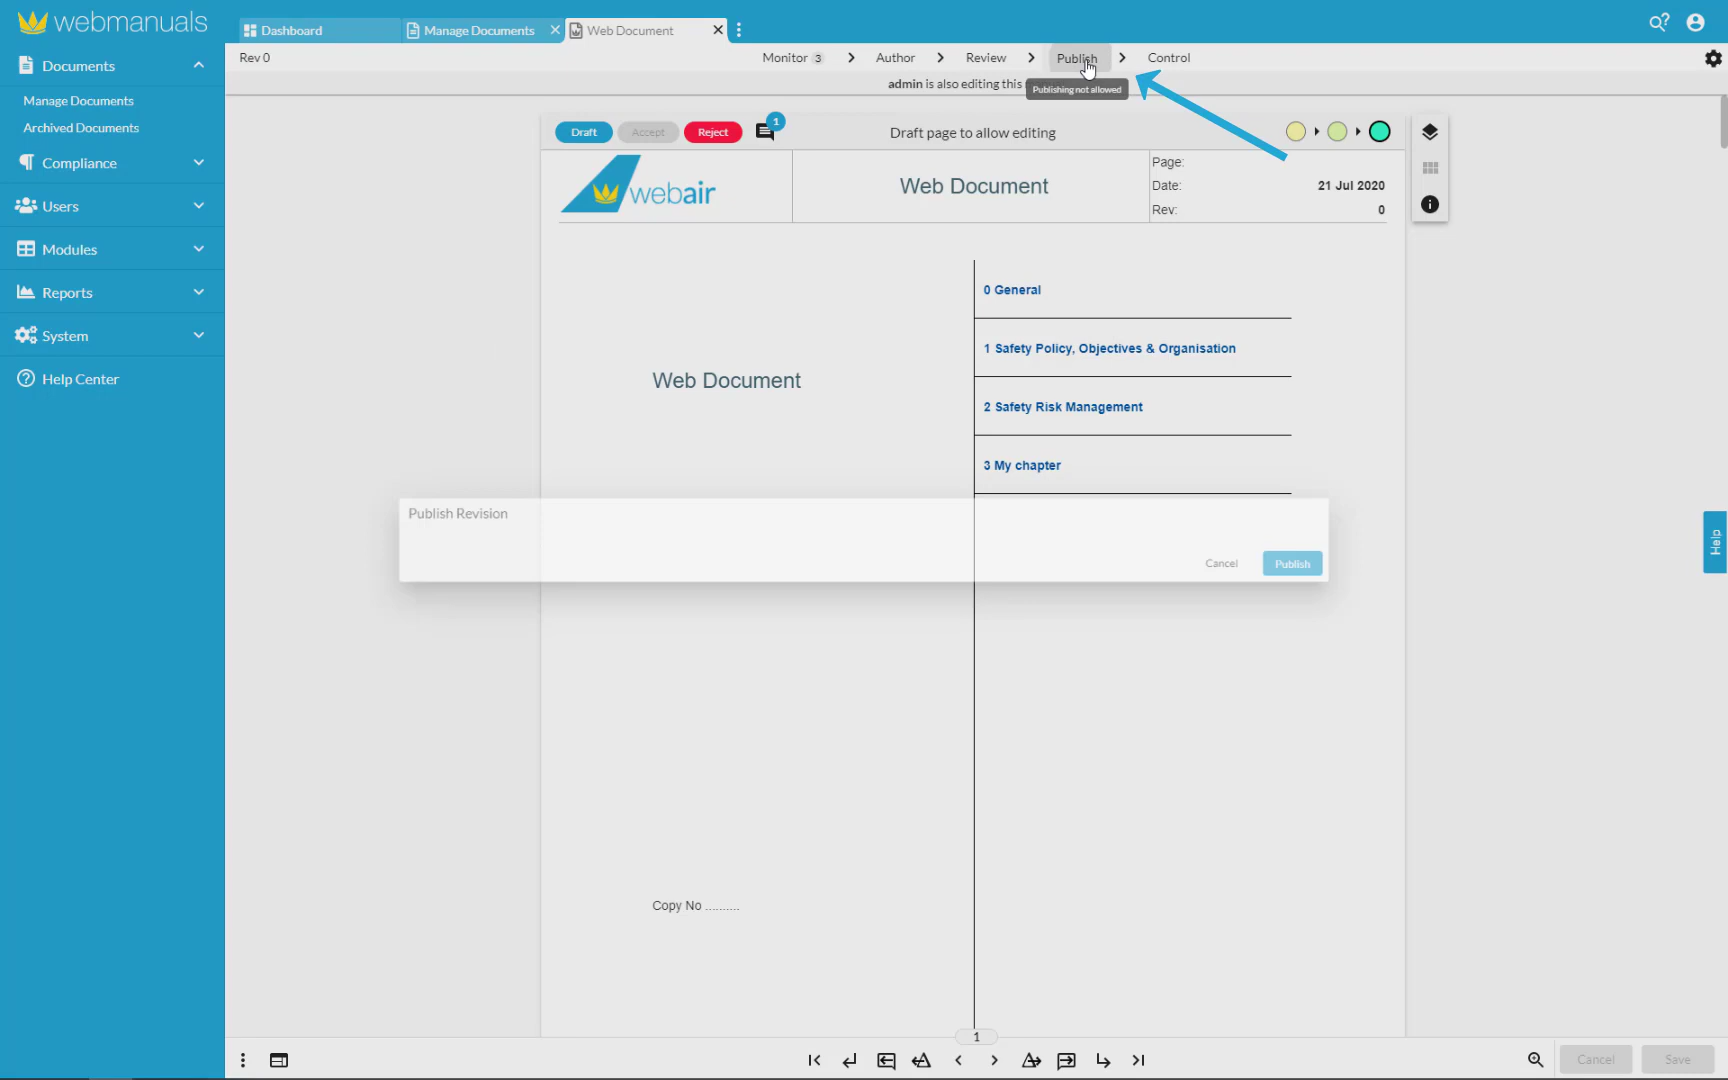 webmanuals
Dashboard
Manage Documents
Web Document
Documents
Manage Documents
Archived Documents
Compliance
Users
Modules
Reports
System
Help Center
Rev 0
Monitor 3
Author
Review
Publish
Control
admin is also editing this
Publishing not allowed
Draft
Accept
Reject
1
Draft page to allow editing
webair
Web Document
Page:
Date: 21 Jul 2020
Rev: 0
0 General
1 Safety Policy, Objectives & Organisation
Web Document
2 Safety Risk Management
3 My chapter
Publish Revision
Cancel
Publish
Help
Copy No ..........
1
Cancel
Save